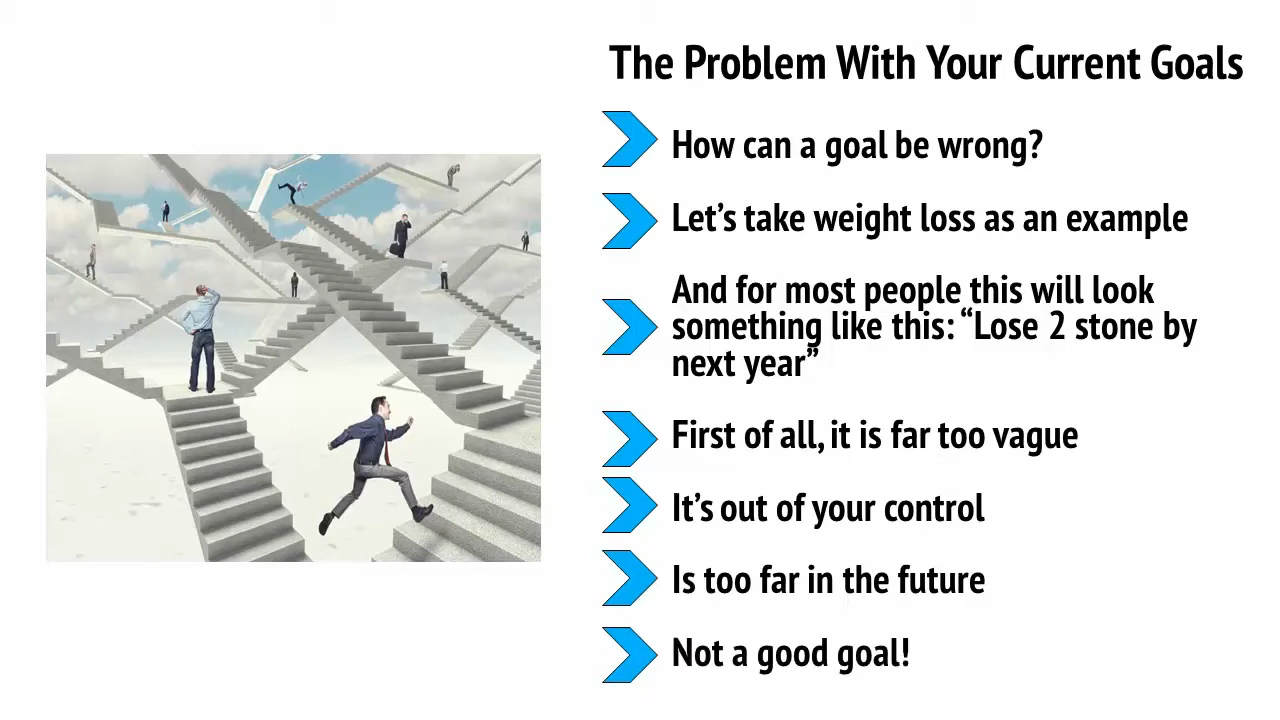 The Problem With Your Current Goals
How can a goal be wrong?
Let’s take weight loss as an example
And for most people this will look
something like this: “Lose 2 stone by
next year”
First of all, it is far too vague
It’s out of your control
Is too far in the future
Not a good goal!